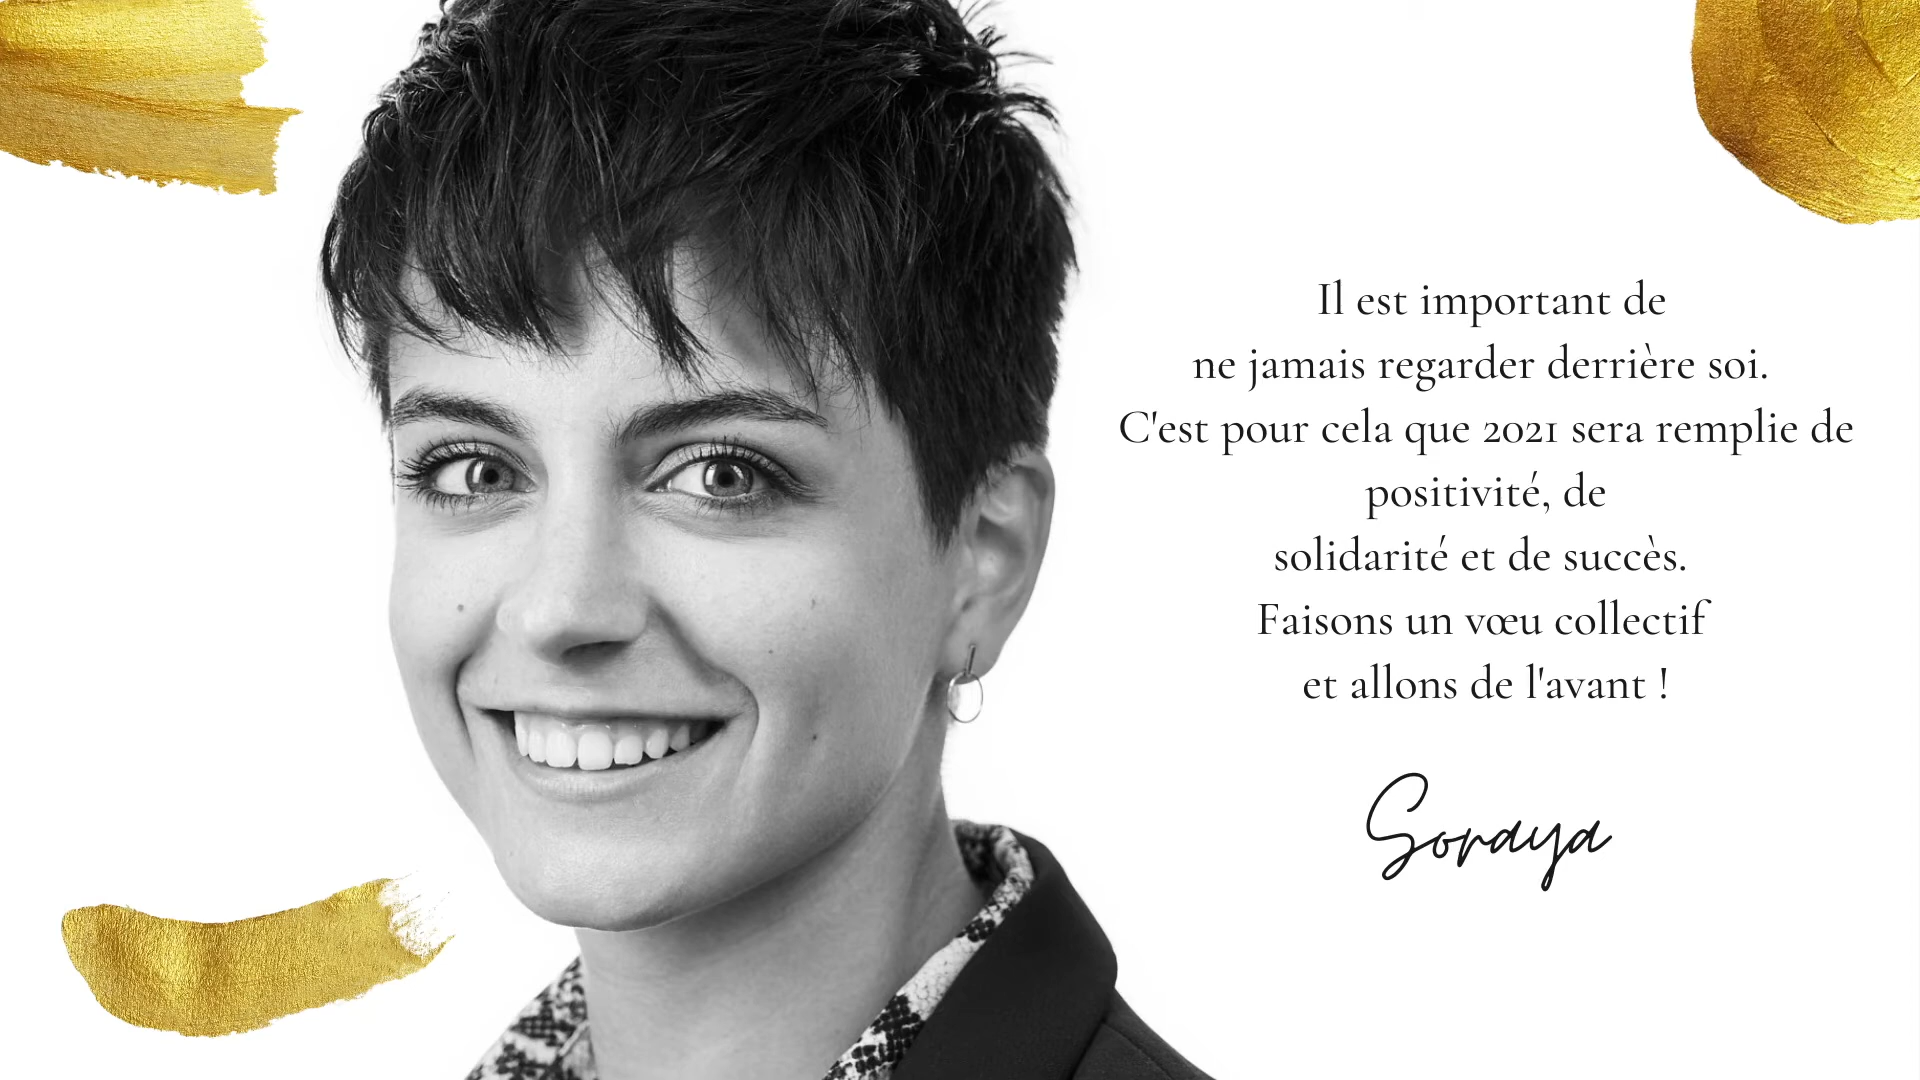 Il est important de
ne jamais regarder derrière soi.
C'est pour cela que 2021 sera remplie de
positivité, de
solidarité et de succès.
Faisons un vœu collectif
et allons de l'avant !
Soraya